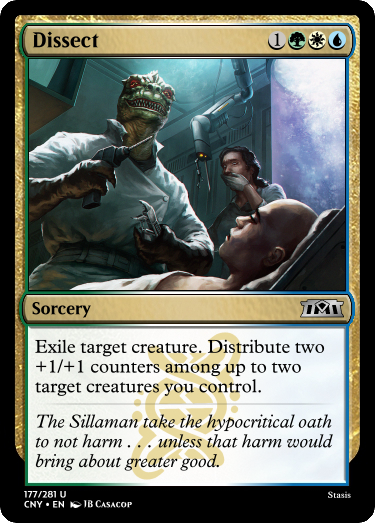 Dissect 1
Sorcery
Exile target creature. Distribute two
+1/+1 counters among up to two
target creatures you control.
The Sillaman take the hypocritical oath
to not harm . . . unless that harm would
bring about greater good.
177/281 U
CNY • EN JB Casacop
Stasis